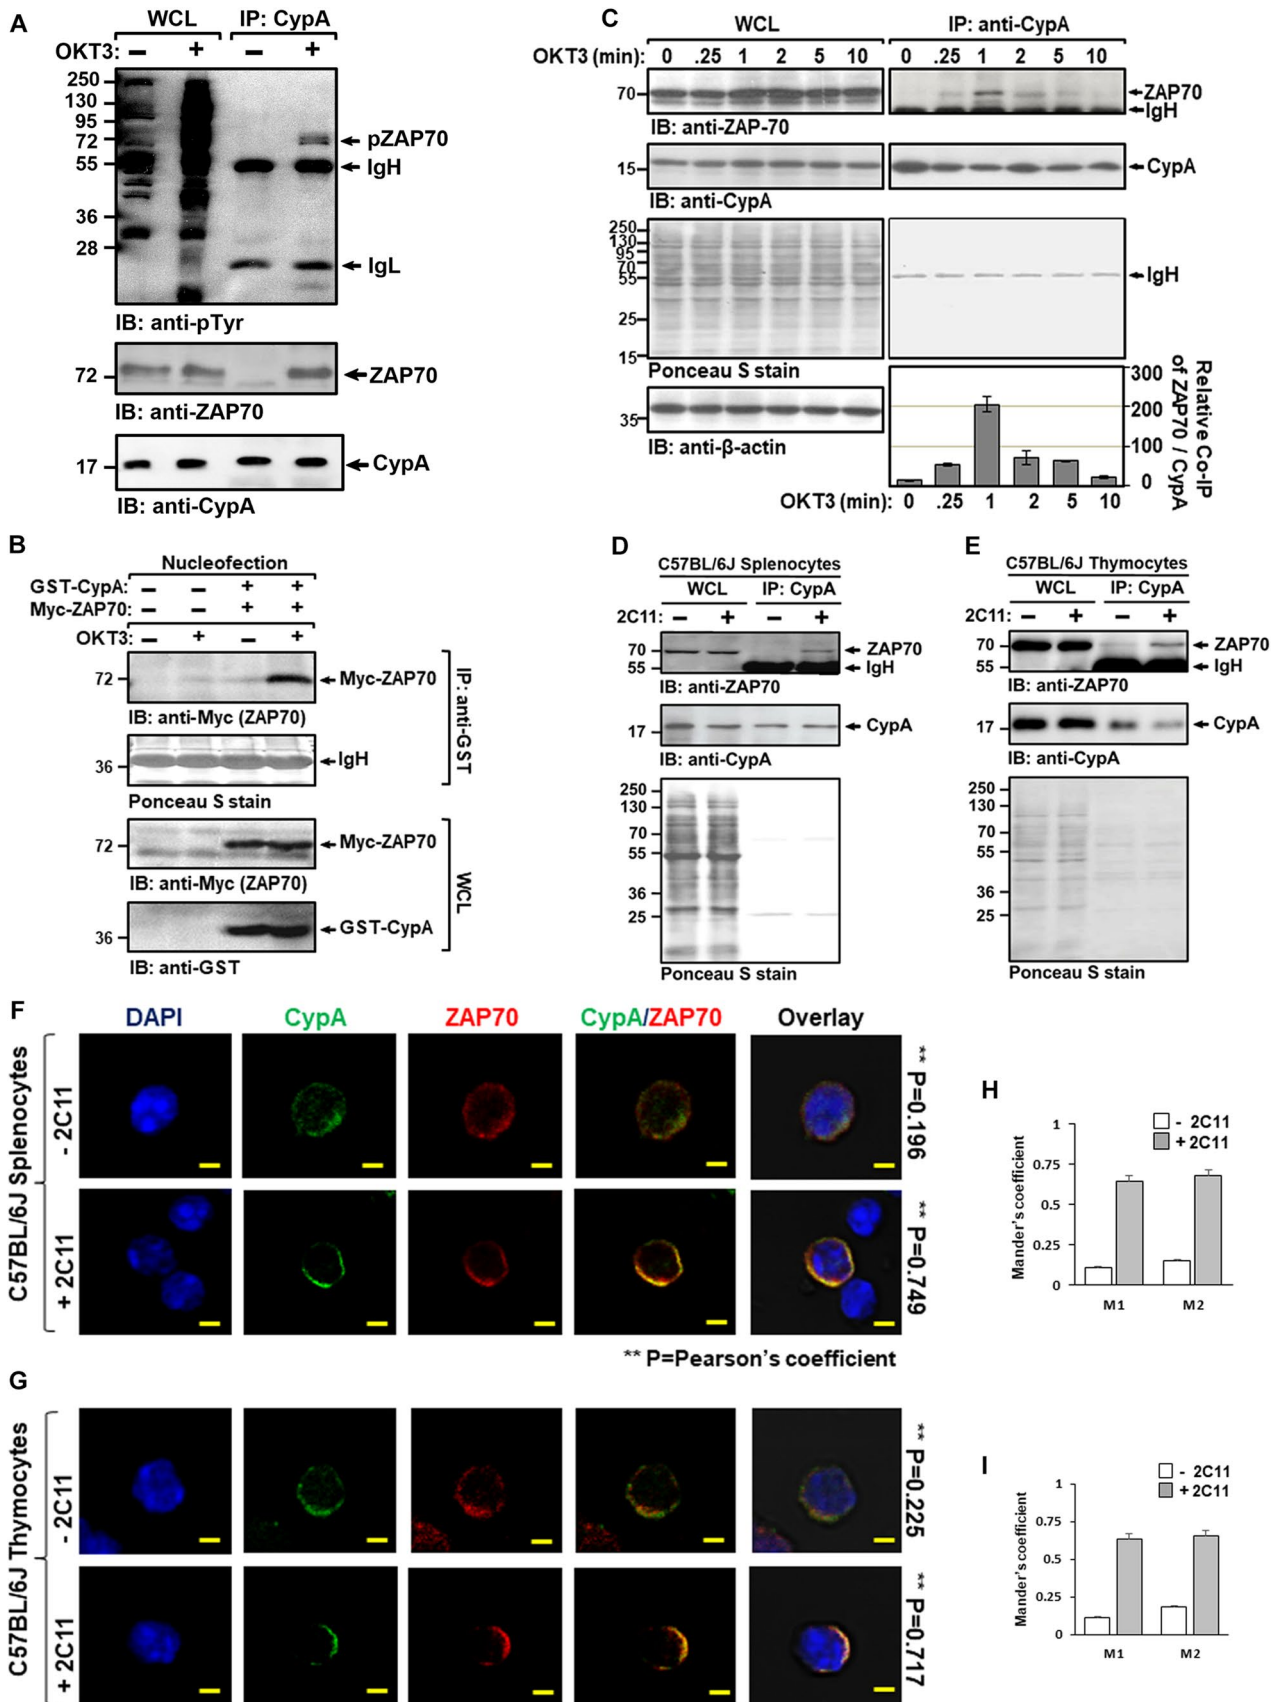 A
WCL IP: CypA
OKT3: – + – +
250
130
95
72
55
36
28
pZAP70
IgH
IgL
IB: anti-pTyr
72
ZAP70
IB: anti-ZAP70
17
CypA
IB: anti-CypA
B
Nucleofection
GST-CypA: – – + +
Myc-ZAP70: – – + +
OKT3: – + – +
72
Myc-ZAP70
IB: anti-Myc (ZAP70)
36
IgH
Ponceau S stain
IP: anti-GST
72
Myc-ZAP70
IB: anti-Myc (ZAP70)
36
GST-CypA
IB: anti-GST
WCL
C
WCL IP: anti-CypA
OKT3 (min): 0 .25 1 2 5 10 0 .25 1 2 5 10
70
ZAP70
IgH
IB: anti-ZAP-70
15
CypA
IB: anti-CypA
250
130
95
70
55
25
15
IgH
Ponceau S stain
35
IB: anti-β-actin
300
200
100
0
Relative Co-IP
of ZAP70 / CypA
OKT3 (min): 0 .25 1 2 5 10
D
C57BL/6J Splenocytes
WCL IP: CypA
2C11: – + – +
70
55
ZAP70
IgH
IB: anti-ZAP70
17
CypA
IB: anti-CypA
250
130
70
55
36
25
Ponceau S stain
E
C57BL/6J Thymocytes
WCL IP: CypA
2C11: – + – +
70
55
ZAP70
IgH
IB: anti-ZAP70
17
CypA
IB: anti-CypA
250
130
70
55
36
25
Ponceau S stain
F
DAPI CypA ZAP70 CypA/ZAP70 Overlay
C57BL/6J Splenocytes
- 2C11
** P=0.196
+ 2C11
** P=0.749
** P=Pearson's coefficient
G
C57BL/6J Thymocytes
- 2C11
** P=0.225
+ 2C11
** P=0.717
H
- 2C11
+ 2C11
Mander's coefficient
1
0.75
0.5
0.25
0
M1 M2
I
- 2C11
+ 2C11
Mander's coefficient
1
0.75
0.5
0.25
0
M1 M2